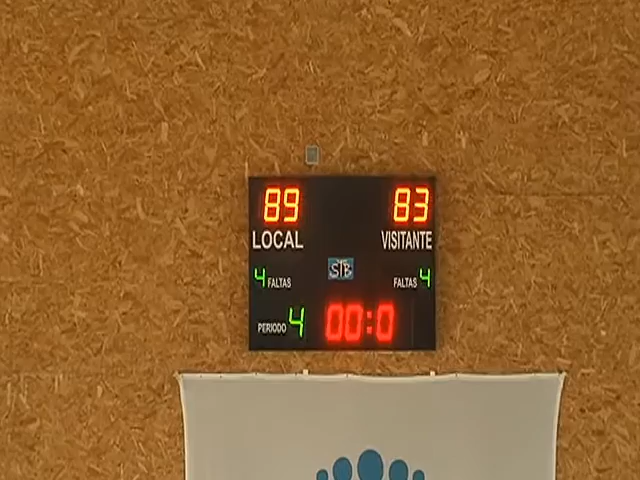 89 83
LOCAL VISITANTE
STB
4 FALTAS FALTAS 4
PERIODO 4 00:0